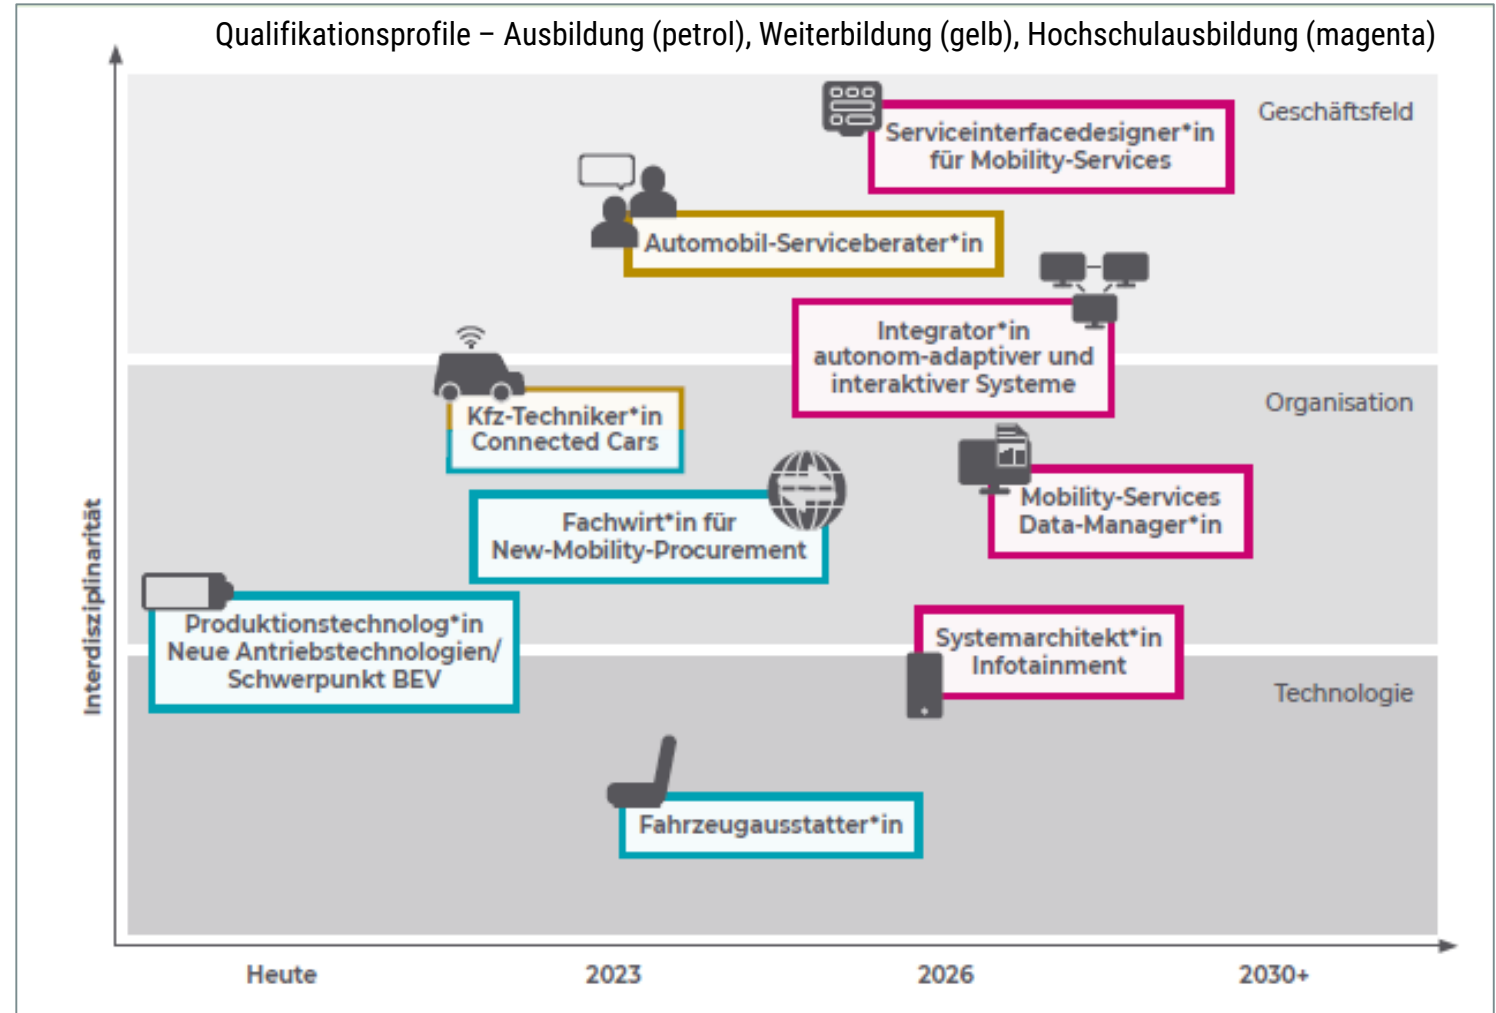 Qualifikationsprofile – Ausbildung (petrol), Weiterbildung (gelb), Hochschulausbildung (magenta)
Geschäftsfeld
Serviceinterfacedesigner*in
für Mobility-Services
Automobil-Serviceberater*in
Integrator*in
autonom-adaptiver und
interaktiver Systeme
Organisation
Kfz-Techniker*in
Connected Cars
Mobility-Services
Data-Manager*in
Fachwirt*in für
New-Mobility-Procurement
Interdisziplinarität
Produktionstechnolog*in
Neue Antriebstechnologien/
Schwerpunkt BEV
Systemarchitekt*in
Infotainment
Technologie
Fahrzeugausstatter*in
Heute
2023
2026
2030+